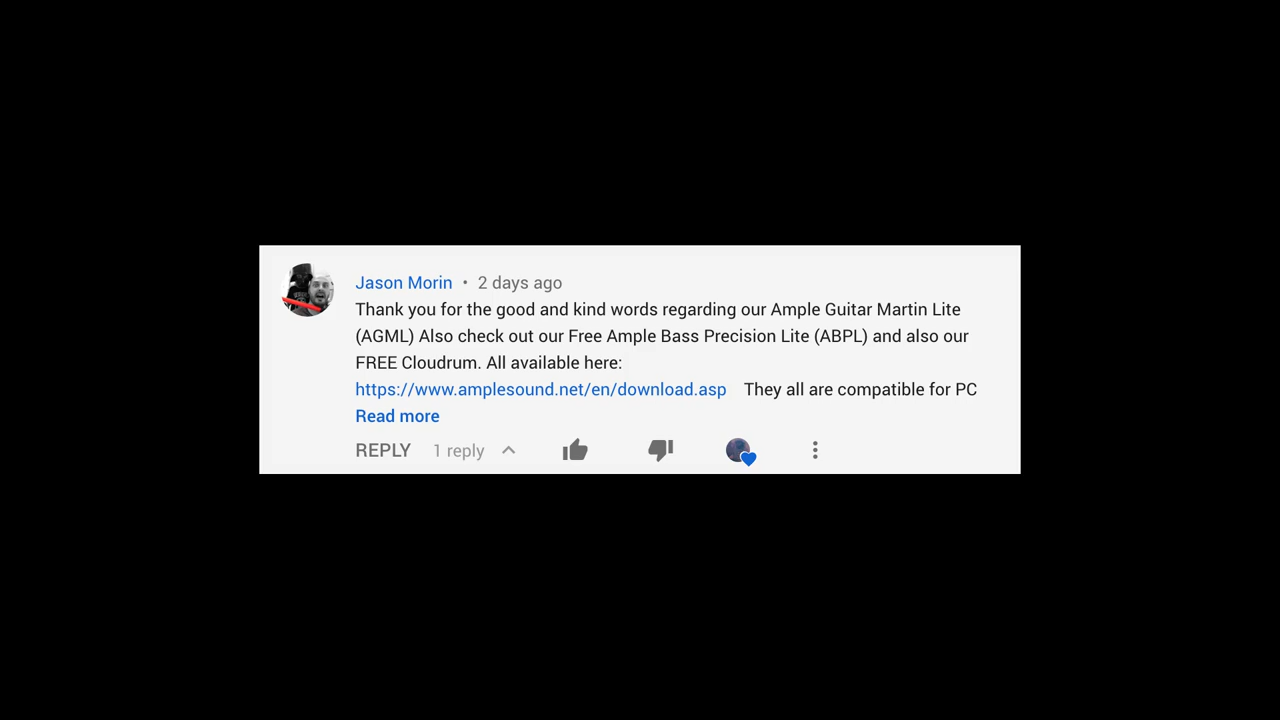 Jason Morin • 2 days ago
Thank you for the good and kind words regarding our Ample Guitar Martin Lite
(AGML) Also check out our Free Ample Bass Precision Lite (ABPL) and also our
FREE Cloudrum. All available here:
https://www.amplesound.net/en/download.asp They all are compatible for PC
Read more
REPLY 1 reply